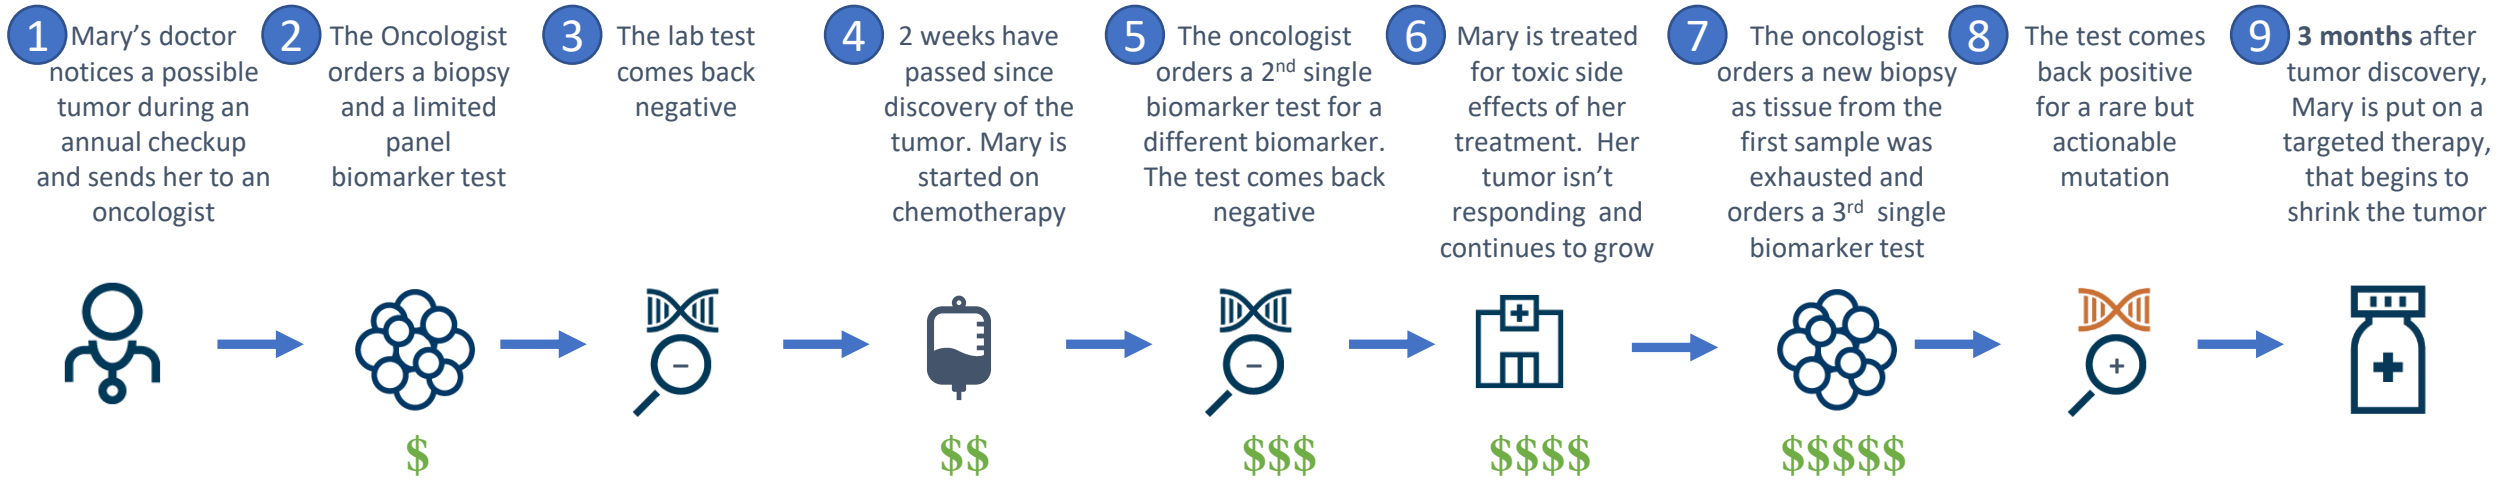 1
Mary’s doctor
notices a possible
tumor during an
annual checkup
and sends her to an
oncologist
2
The Oncologist
orders a biopsy
and a limited
panel
biomarker test
$
3
The lab test
comes back
negative
4
2 weeks have
passed since
discovery of the
tumor. Mary is
started on
chemotherapy
$$
5
The oncologist
orders a 2nd single
biomarker test for a
different biomarker.
The test comes back
negative
$$$
6
Mary is treated
for toxic side
effects of her
treatment.  Her
tumor isn’t
responding  and
continues to grow
$$$$
7
The oncologist
orders a new biopsy
as tissue from the
first sample was
exhausted and
orders a 3rd  single
biomarker test
$$$$$
8
The test comes
back positive
for a rare but
actionable
mutation
9
3 months after
tumor discovery,
Mary is put on a
targeted therapy,
that begins to
shrink the tumor